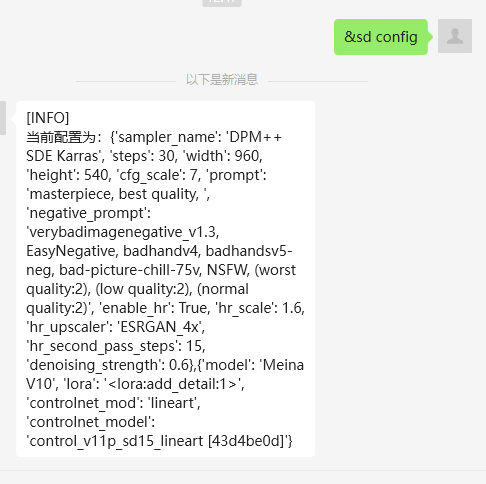 &sd config
以下是新消息
[INFO]
当前配置为：{'sampler_name': 'DPM++
SDE Karras', 'steps': 30, 'width': 960,
'height': 540, 'cfg_scale': 7, 'prompt':
'masterpiece, best quality, ',
'negative_prompt':
'verybadimagenegative_v1.3,
EasyNegative, badhandv4, badhandsv5-
neg, bad-picture-chill-75v, NSFW, (worst
quality:2), (low quality:2), (normal
quality:2)', 'enable_hr': True, 'hr_scale': 1.6,
'hr_upscaler': 'ESRGAN_4x',
'hr_second_pass_steps': 15,
'denoising_strength': 0.6},{'model': 'Meina
V10', 'lora': '<lora:add_detail:1>',
'controlnet_mod': 'lineart',
'controlnet_model':
'control_v11p_sd15_lineart [43d4be0d]'}